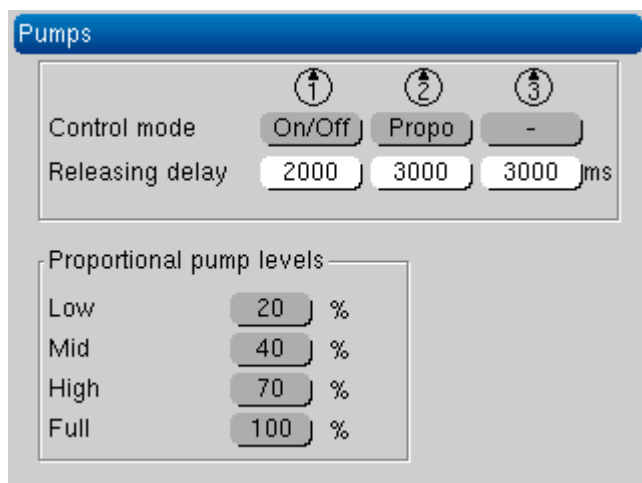 Pumps
1 2 3
Control mode On/Off Propo -
Releasing delay 2000 3000 3000 ms
Proportional pump levels
Low 20 %
Mid 40 %
High 70 %
Full 100 %